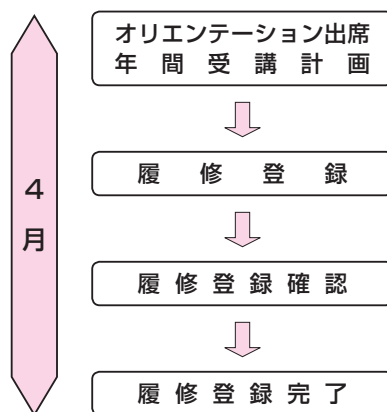 4月
オリエンテーション出席
年間受講計画
履修登録
履修登録確認
履修登録完了